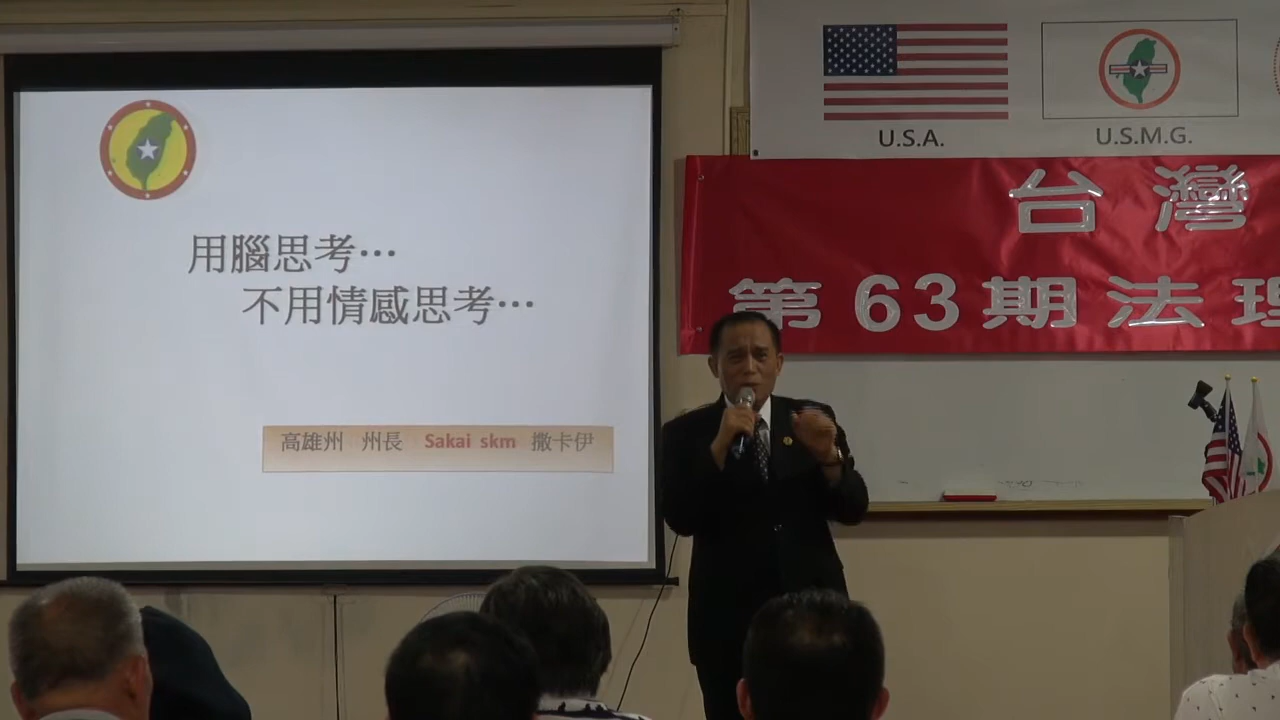 用腦思考…
不用情感思考…
高雄州 州長 Sakai skm 撒卡伊
U.S.A.
U.S.M.G.
台灣
第63期法理